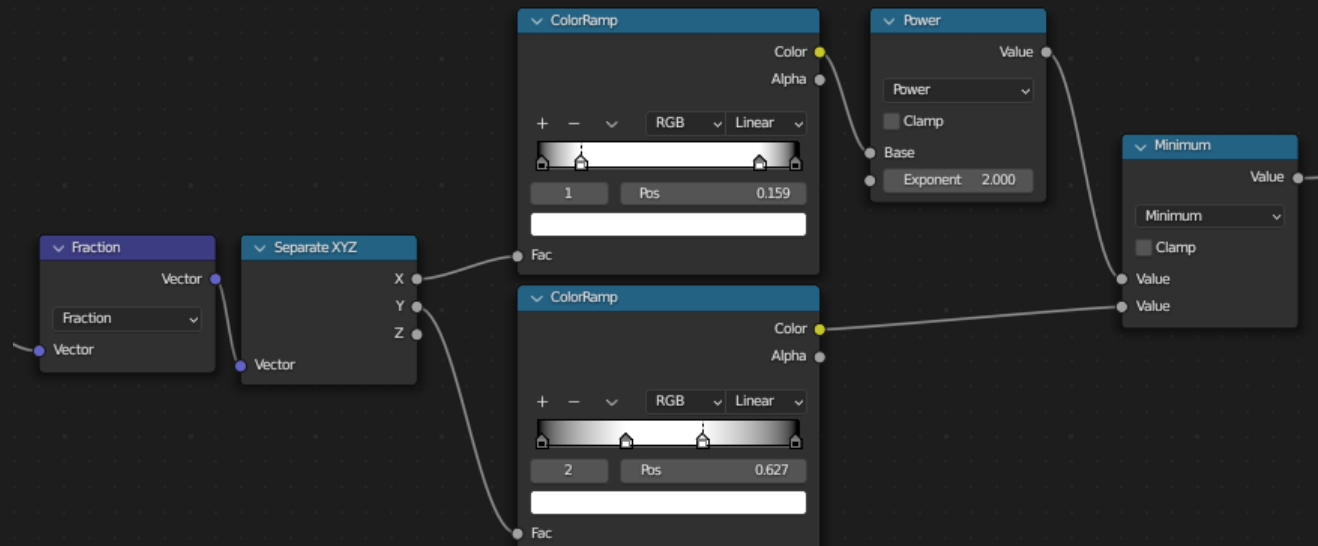 Fraction
Vector
Fraction
Vector
Separate XYZ
X
Y
Z
Vector
ColorRamp
Color
Alpha
+ − RGB Linear
1 Pos 0.159
Fac
ColorRamp
Color
Alpha
+ − RGB Linear
2 Pos 0.627
Fac
Power
Value
Power
Clamp
Base
Exponent 2.000
Minimum
Value
Minimum
Clamp
Value
Value